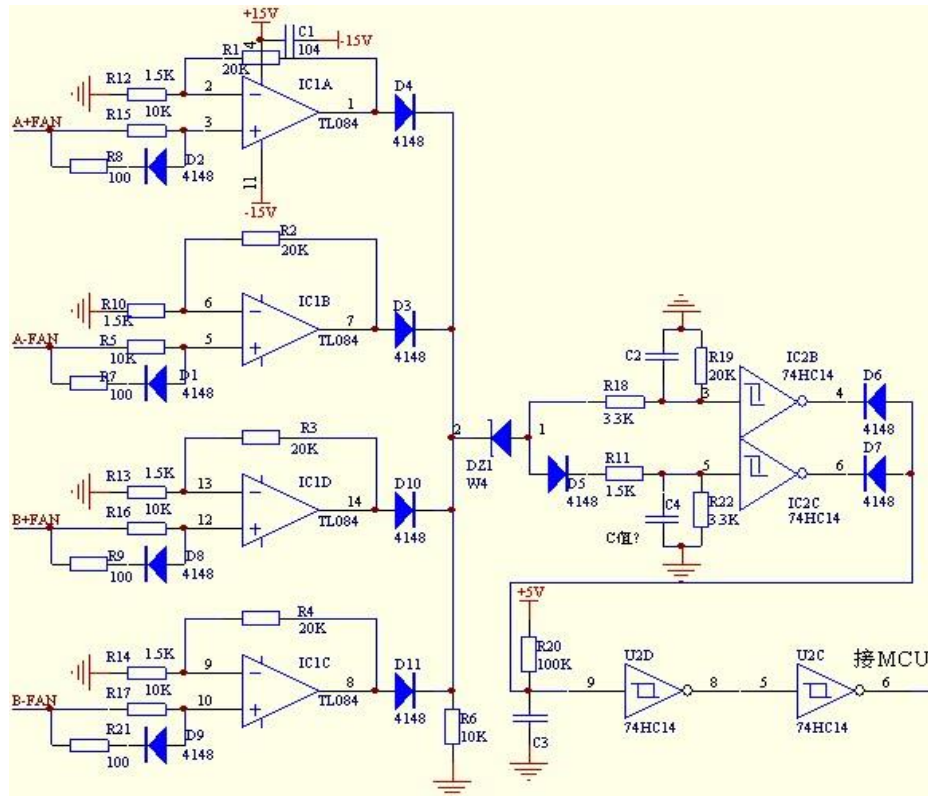 +15V
C1
-15V
104
4
R1
20K
R12
1.5K
2
IC1A
1
D4
10K
R15
A+FAN
3
TL084
4148
R8
D2
100
4148
11
-15V
R2
20K
R10
6
IC1B
D3
1.5K
7
A-FAN
R5
5
TL084
4148
10K
R7
D1
100
4148
C2
R19
20K
IC2B
74HC14
R18
3
4
D6
3.3K
4148
2
1
DZ1
W4
D5
4148
R11
1.5K
5
6
D7
4148
C4
R22
3.3K
IC2C
74HC14
C值?
R3
20K
R13
1.5K
13
IC1D
14
D10
10K
R16
B+FAN
12
TL084
4148
R9
D8
100
4148
R4
20K
R14
1.5K
9
IC1C
8
D11
10K
R17
B-FAN
10
TL084
4148
R21
D9
100
4148
R6
10K
+5V
R20
100K
U2D
U2C
接MCU
9
8
5
6
74HC14
74HC14
C3